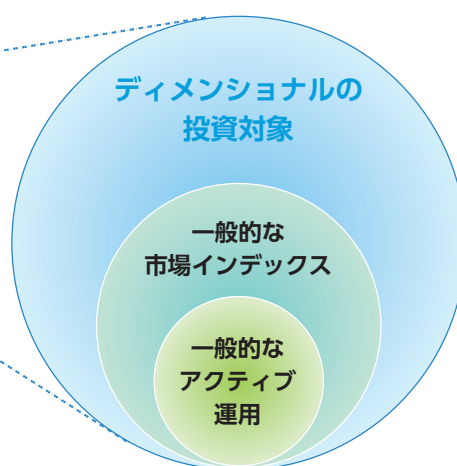 ディメンショナルの
投資対象
一般的な
市場インデックス
一般的な
アクティブ
運用